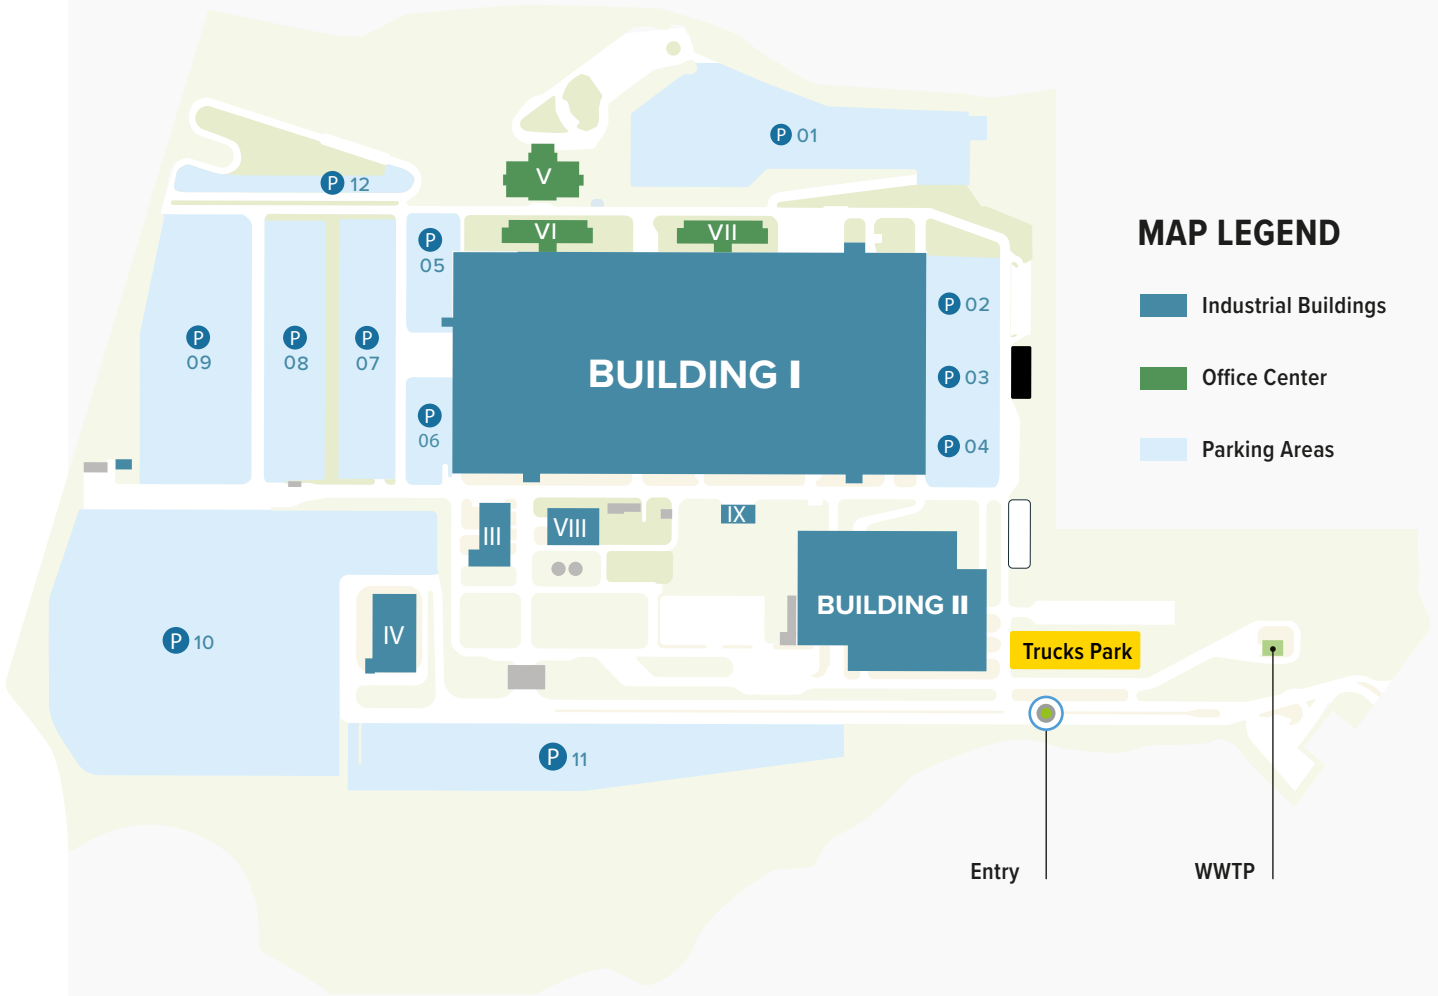 P 01
P 12
V
VI
VII
P
05
MAP LEGEND
P 02
Industrial Buildings
P
09
P
08
P
07
BUILDING I
P 03
Office Center
P
06
P 04
Parking Areas
III
VIII
IX
BUILDING II
IV
P 10
Trucks Park
P 11
Entry
WWTP